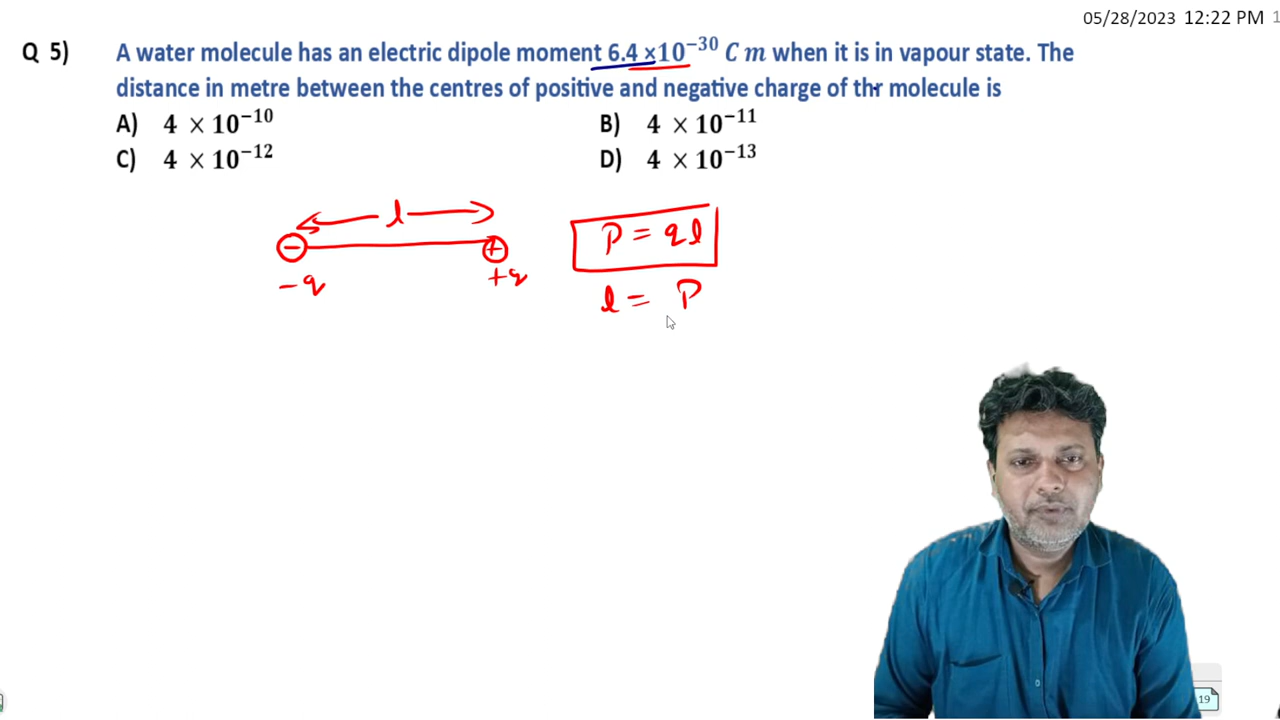 05/28/2023 12:22 PM 1
Q 5) A water molecule has an electric dipole moment 6.4 ×10⁻³⁰ C m when it is in vapour state. The
distance in metre between the centres of positive and negative charge of thr molecule is
A) 4 × 10⁻¹⁰ B) 4 × 10⁻¹¹
C) 4 × 10⁻¹² D) 4 × 10⁻¹³
l
− +
−q +q
P = ql
l = P
19